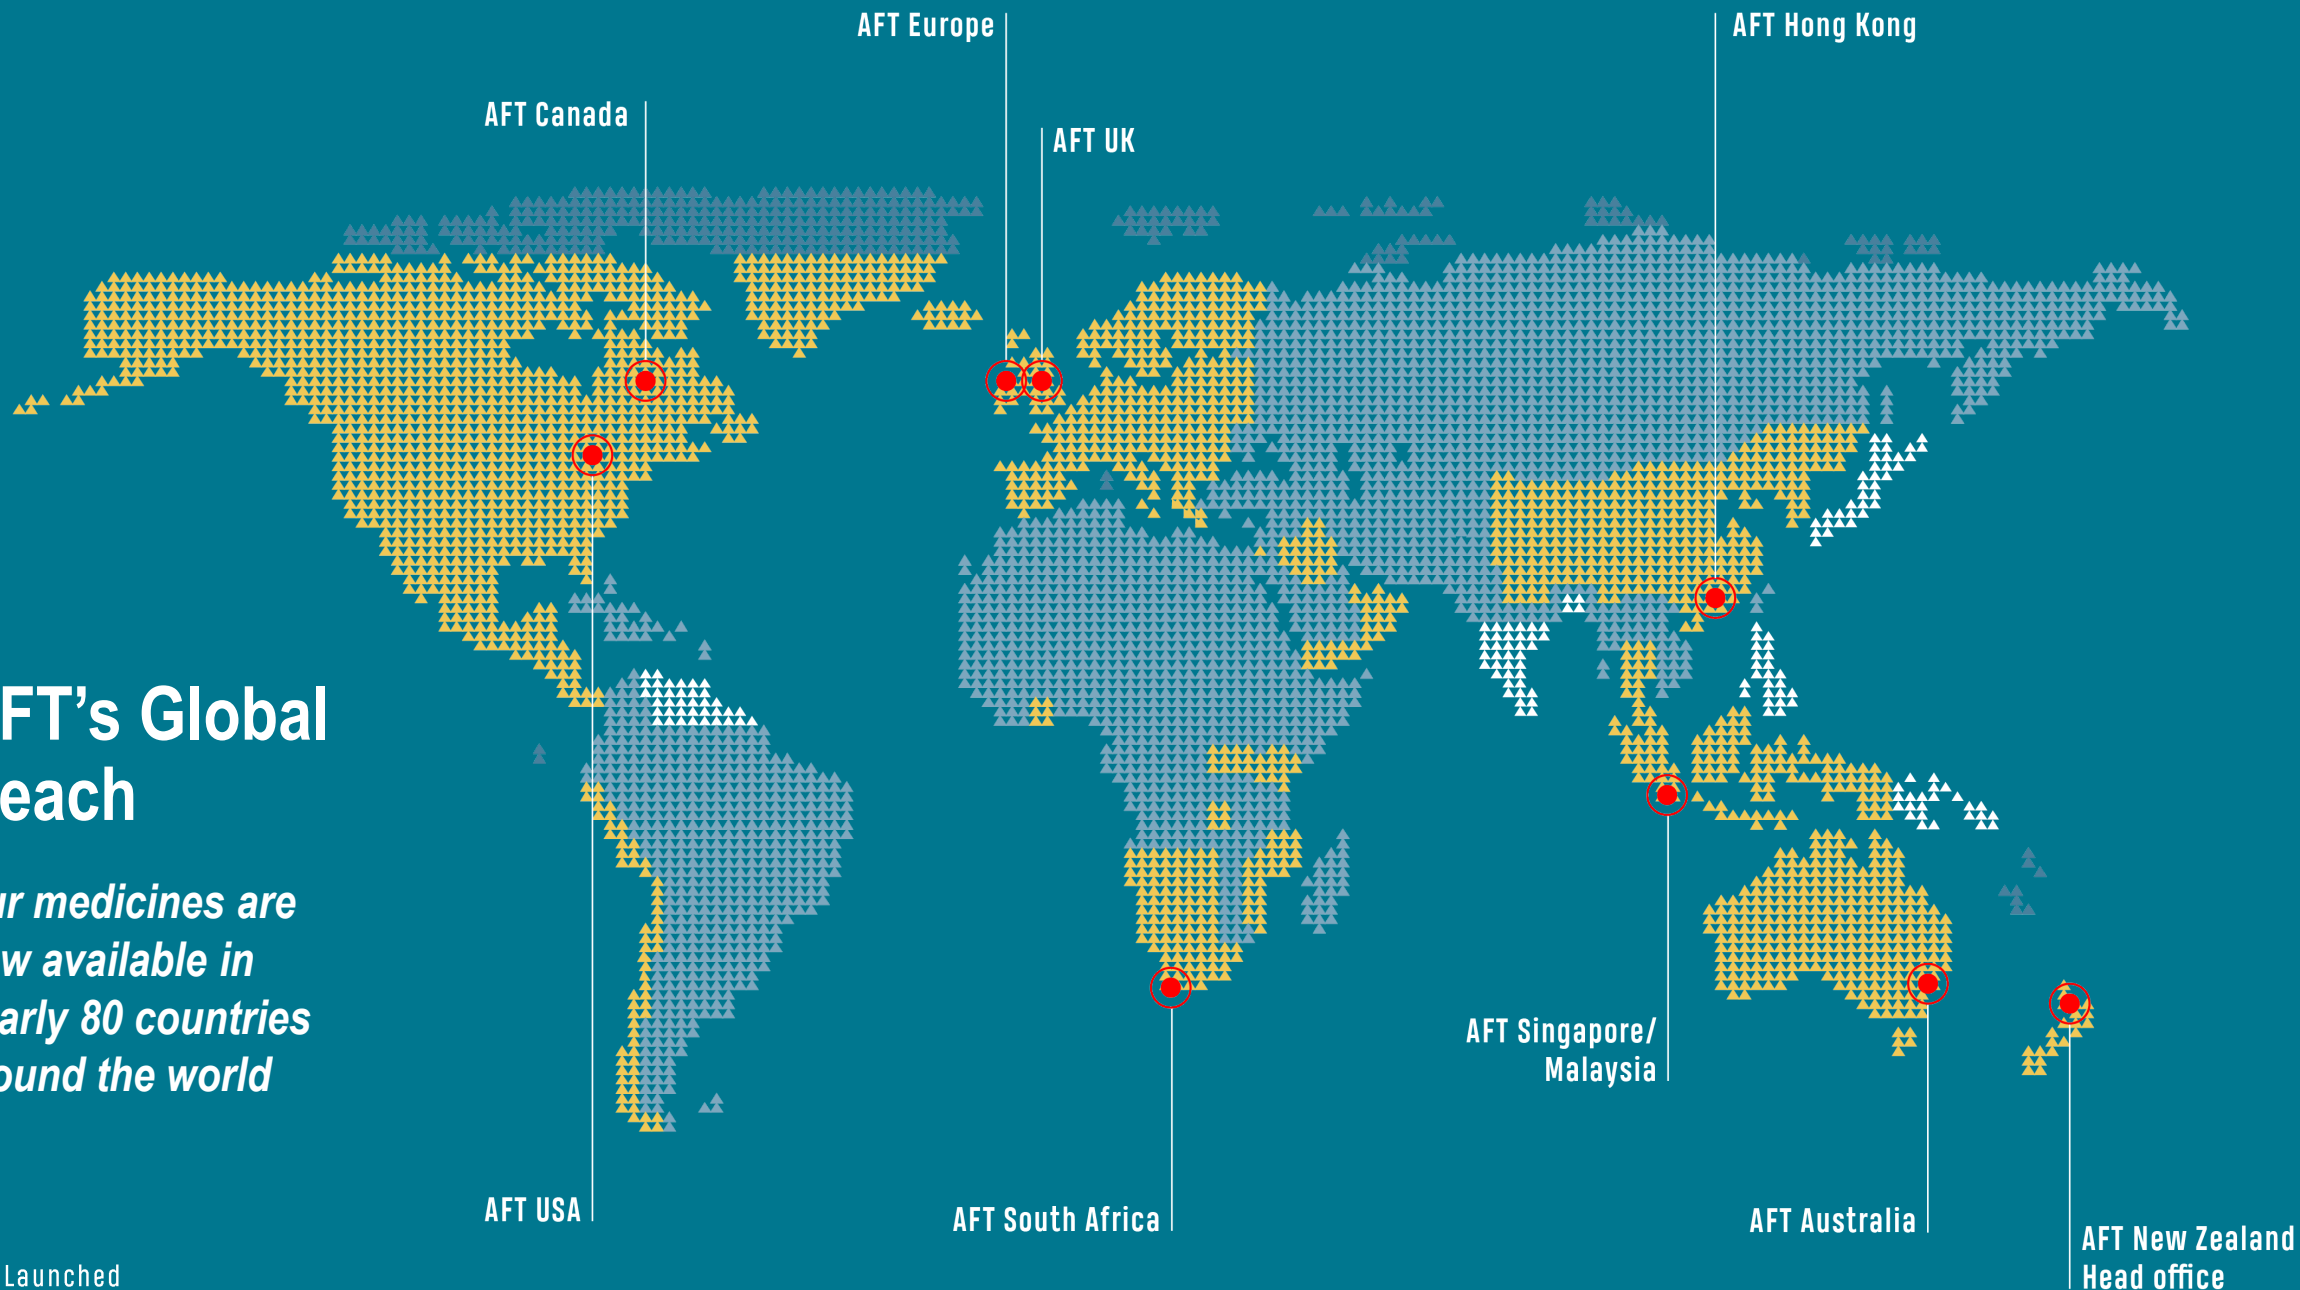 AFT Europe
AFT Hong Kong
AFT Canada
AFT UK
FT's Global
each
ur medicines are
w available in
arly 80 countries
ound the world
AFT Singapore/
Malaysia
AFT USA
AFT South Africa
AFT Australia
AFT New Zealand
Head office
Launched